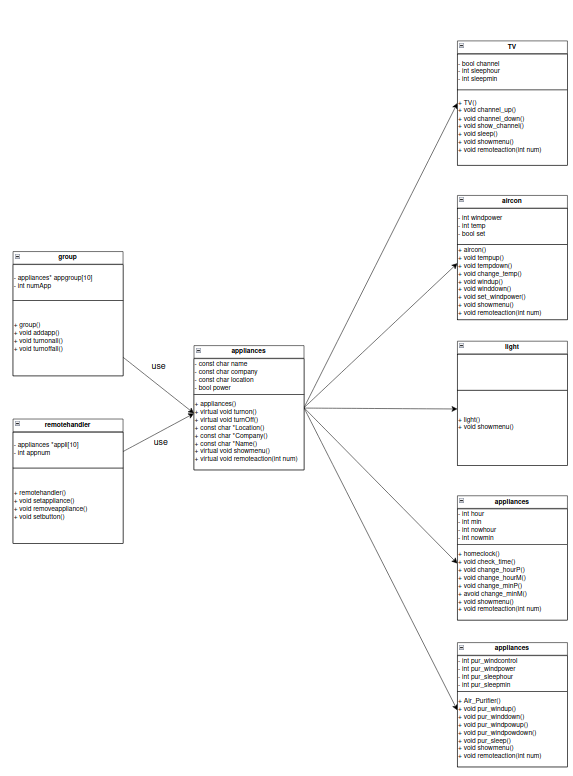 TV
- bool channel
- int sleephour
- int sleepmin
+ TV()
+ void channel_up()
+ void channel_down()
+ void show_channel()
+ void sleep()
+ void showmenu()
+ void remoteaction(int num)
aircon
- int windpower
- int temp
- bool set
+ aircon()
+ void tempup()
+ void tempdown()
+ void change_temp()
+ void windup()
+ void winddown()
+ void set_windpower()
+ void showmenu()
+ void remoteaction(int num)
group
- appliances* appgroup[10]
- int numApp
+ group()
+ void addapp()
+ void turnonall()
+ void turnoffall()
use
appliances
- const char name
- const char company
- const char location
- bool power
+ appliances()
+ virtual void turnon()
+ virtual void turnOff()
+ const char *Location()
+ const char *Company()
+ const char *Name()
+ virtual void showmenu()
+ virtual void remoteaction(int num)
light
+ light()
+ void showmenu()
remotehandler
- appliances *appli[10]
- int appnum
+ remotehandler()
+ void setappliance()
+ void removeappliance()
+ void setbutton()
use
appliances
- int hour
- int min
- int nowhour
- int nowmin
+ homeclock()
+ void check_time()
+ void change_hourP()
+ void change_hourM()
+ void change_minP()
+ avoid change_minM()
+ void showmenu()
+ void remoteaction(int num)
appliances
- int pur_windcontrol
- int pur_windpower
- int pur_sleephour
- int pur_sleepmin
+ Air_Purifier()
+ void pur_windup()
+ void pur_winddown()
+ void pur_windpowup()
+ void pur_windpowdown()
+ void pur_sleep()
+ void showmenu()
+ void remoteaction(int num)